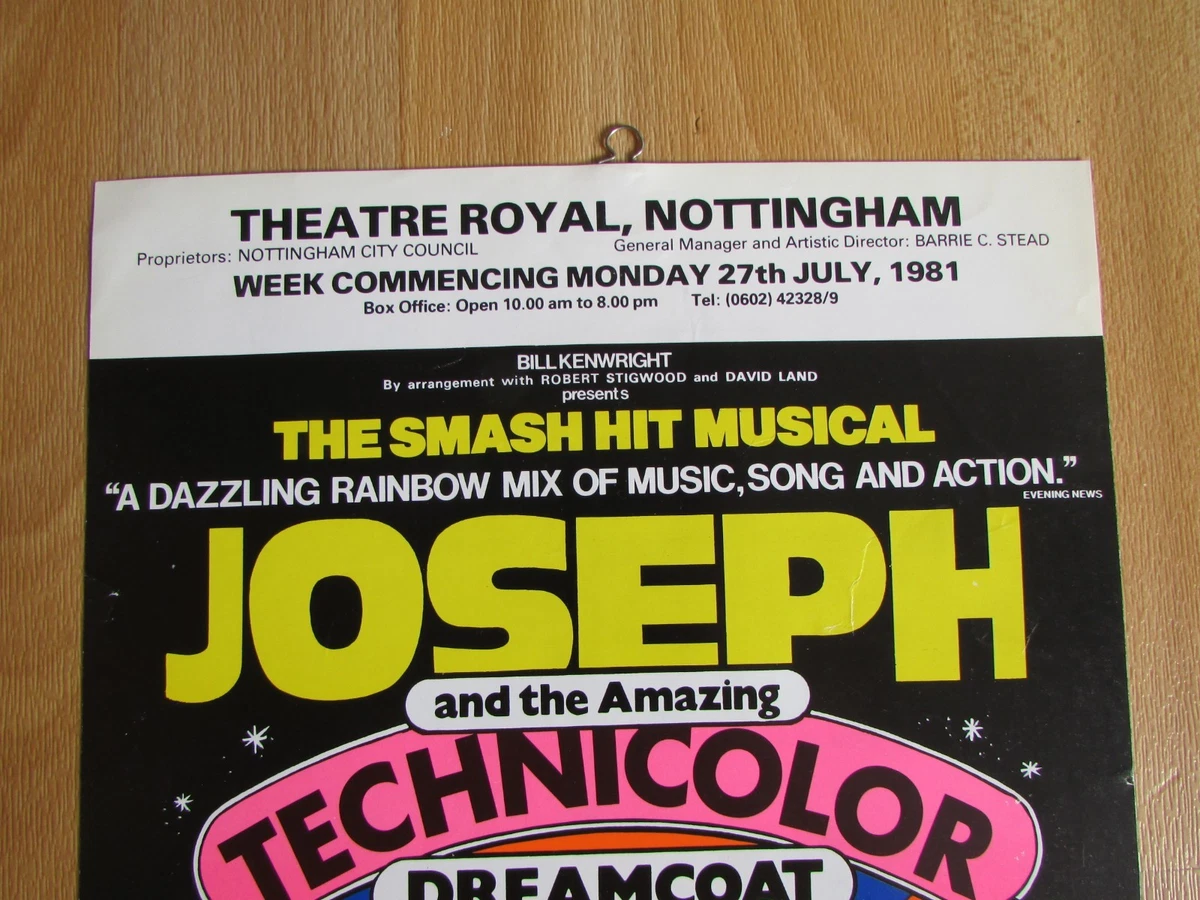 THEATRE ROYAL, NOTTINGHAM
Proprietors: NOTTINGHAM CITY COUNCIL General Manager and Artistic Director: BARRIE C. STEAD
WEEK COMMENCING MONDAY 27th JULY, 1981
Box Office: Open 10.00 am to 8.00 pm Tel: (0602) 42328/9
BILL KENWRIGHT
By arrangement with ROBERT STIGWOOD and DAVID LAND
presents
THE SMASH HIT MUSICAL
“A DAZZLING RAINBOW MIX OF MUSIC, SONG AND ACTION.”
EVENING NEWS
JOSEPH
and the Amazing
TECHNICOLOR
DREAMCOAT